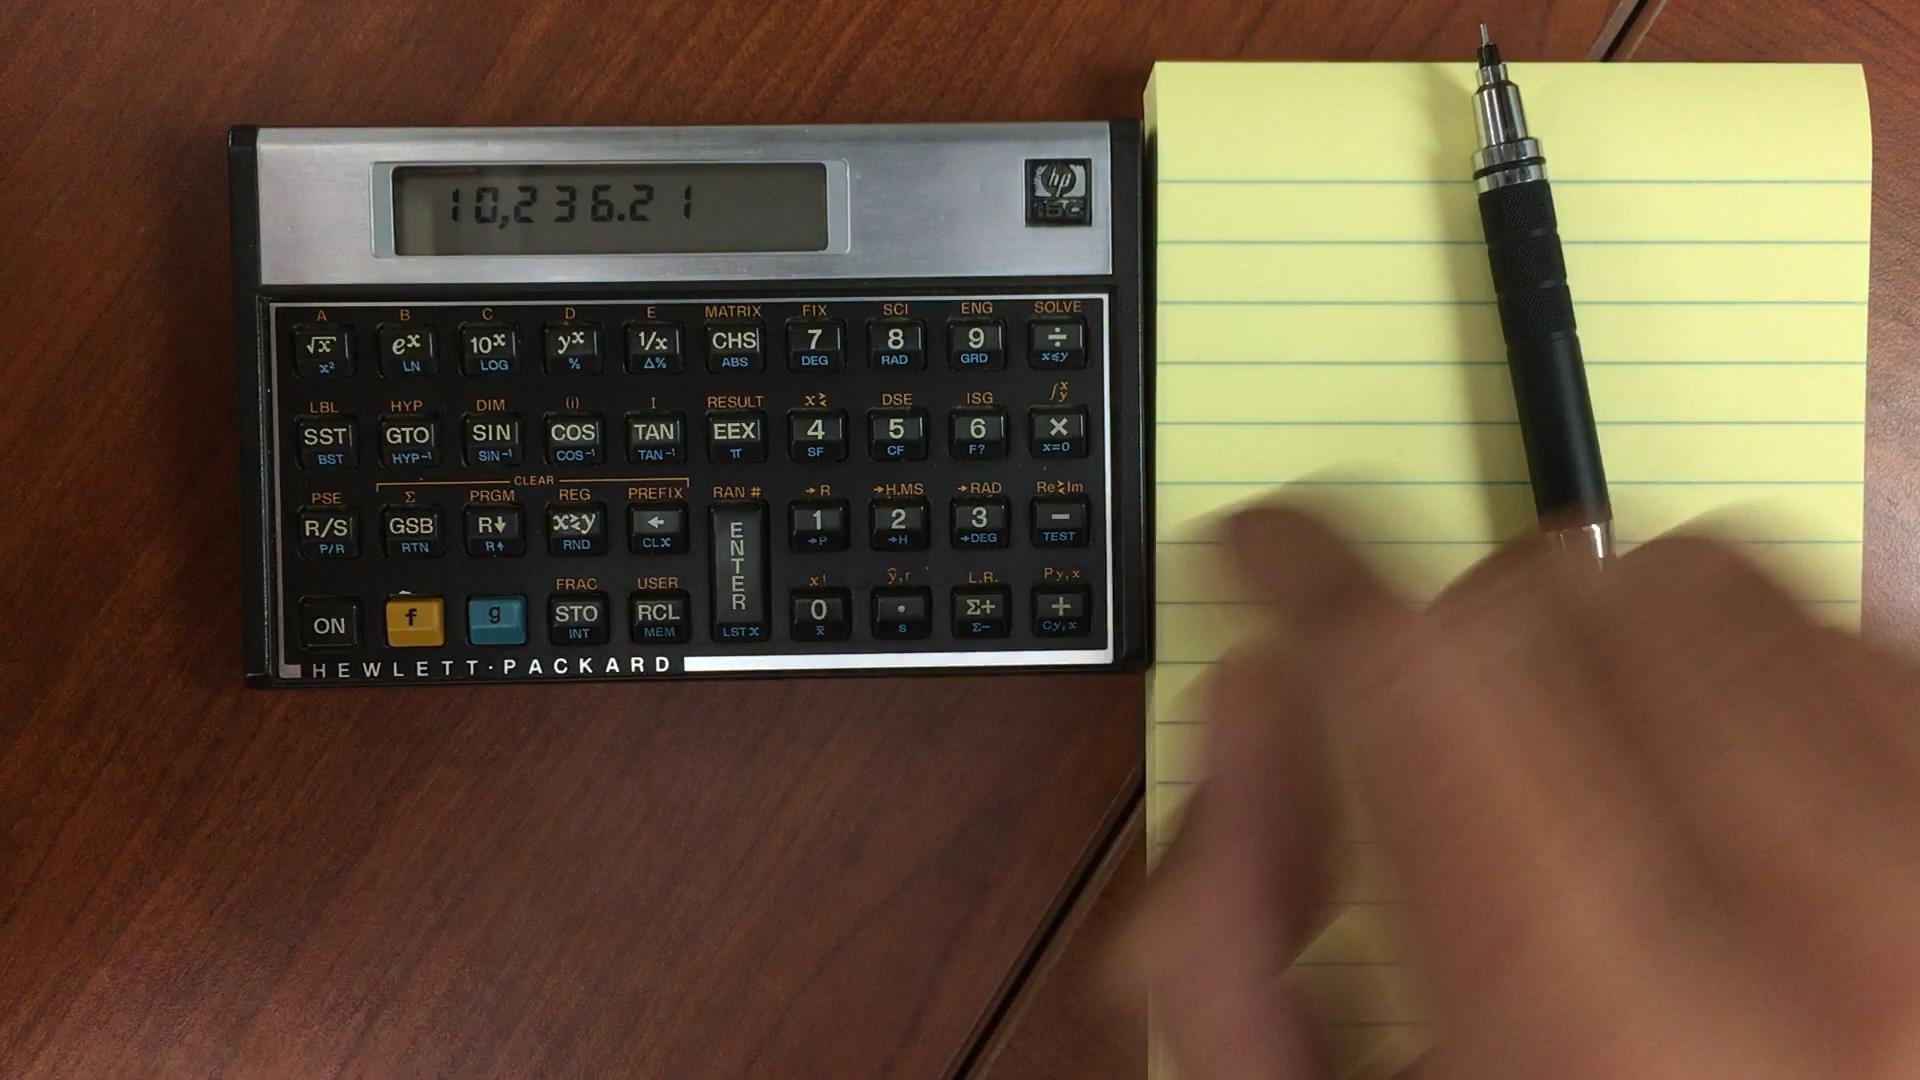 10,236.21
hp
15C
A B C D E MATRIX FIX SCI ENG SOLVE
√x eˣ 10ˣ yˣ 1/x CHS 7 8 9 ÷
x² LN LOG % Δ% ABS DEG RAD GRD x≤y
LBL HYP DIM (i) I RESULT x≷ DSE ISG ∫xy
SST GTO SIN COS TAN EEX 4 5 6 ×
BST HYP⁻¹ SIN⁻¹ COS⁻¹ TAN⁻¹ π SF CF F? x=0
CLEAR
PSE Σ PRGM REG PREFIX RAN # →R →H.MS →RAD Re≷Im
R/S GSB R↓ x≷y ← ENTER 1 2 3 −
P/R RTN R↑ RND CLx →P →H →DEG TEST
FRAC USER x! ŷ,r L.R. Py,x
ON f g STO RCL 0 . Σ+ +
INT MEM LSTx x̄ s Σ− Cy,x
HEWLETT·PACKARD